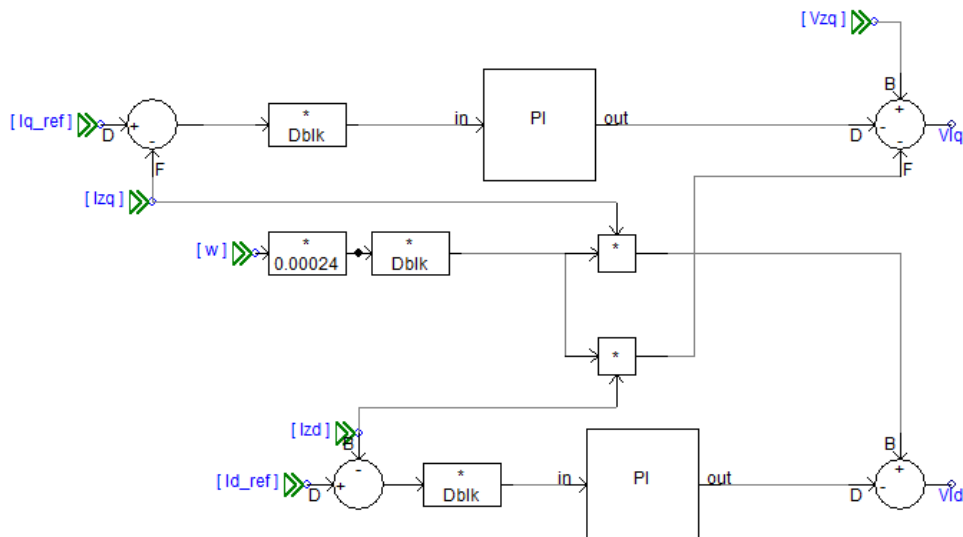 [ Vzq ]
B
+
[ Iq_ref ]
D
+
-
F
*
Dblk
in
PI
out
D
-
-
F
VIq
[ Izq ]
[ w ]
*
0.00024
*
Dblk
*
*
[ Izd ]
B
-
[ Id_ref ]
D
+
*
Dblk
in
PI
out
B
+
D
-
VId